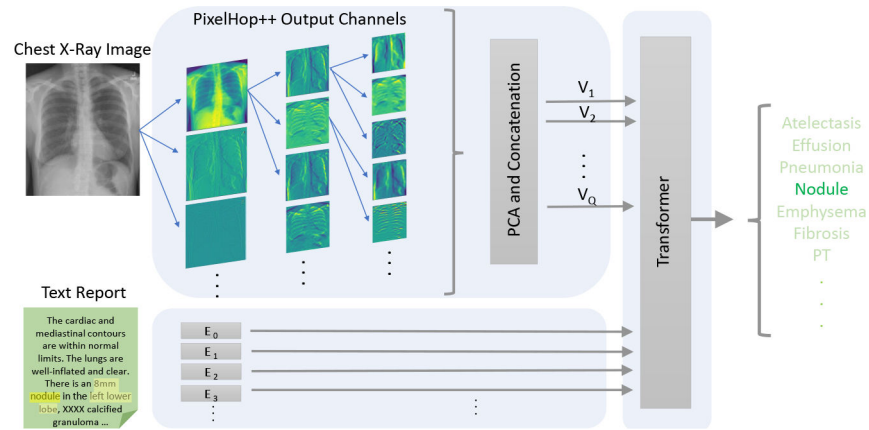 PixelHop++ Output Channels
Chest X-Ray Image
PCA and Concatenation
V1
V2
VQ
Transformer
Atelectasis
Effusion
Pneumonia
Nodule
Emphysema
Fibrosis
PT
Text Report
The cardiac and
mediastinal contours
are within normal
limits. The lungs are
well-inflated and clear.
There is an 8mm
nodule in the left lower
lobe, XXXX calcified
granuloma ...
E0
E1
E2
E3